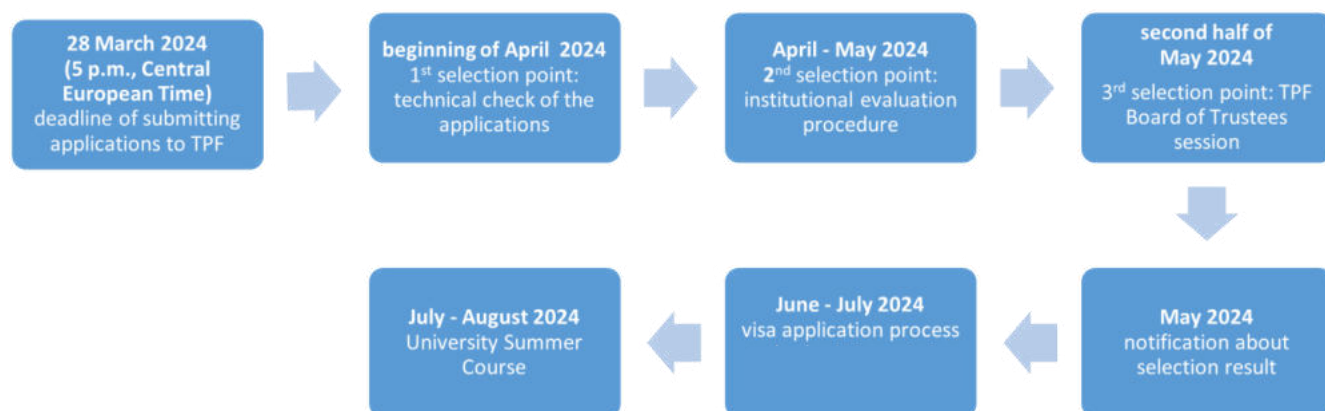 28 March 2024
(5 p.m., Central
European Time)
deadline of submitting
applications to TPF
beginning of April 2024
1st selection point:
technical check of the
applications
April - May 2024
2nd selection point:
institutional evaluation
procedure
second half of
May 2024
3rd selection point: TPF
Board of Trustees
session
May 2024
notification about
selection result
June - July 2024
visa application process
July - August 2024
University Summer
Course